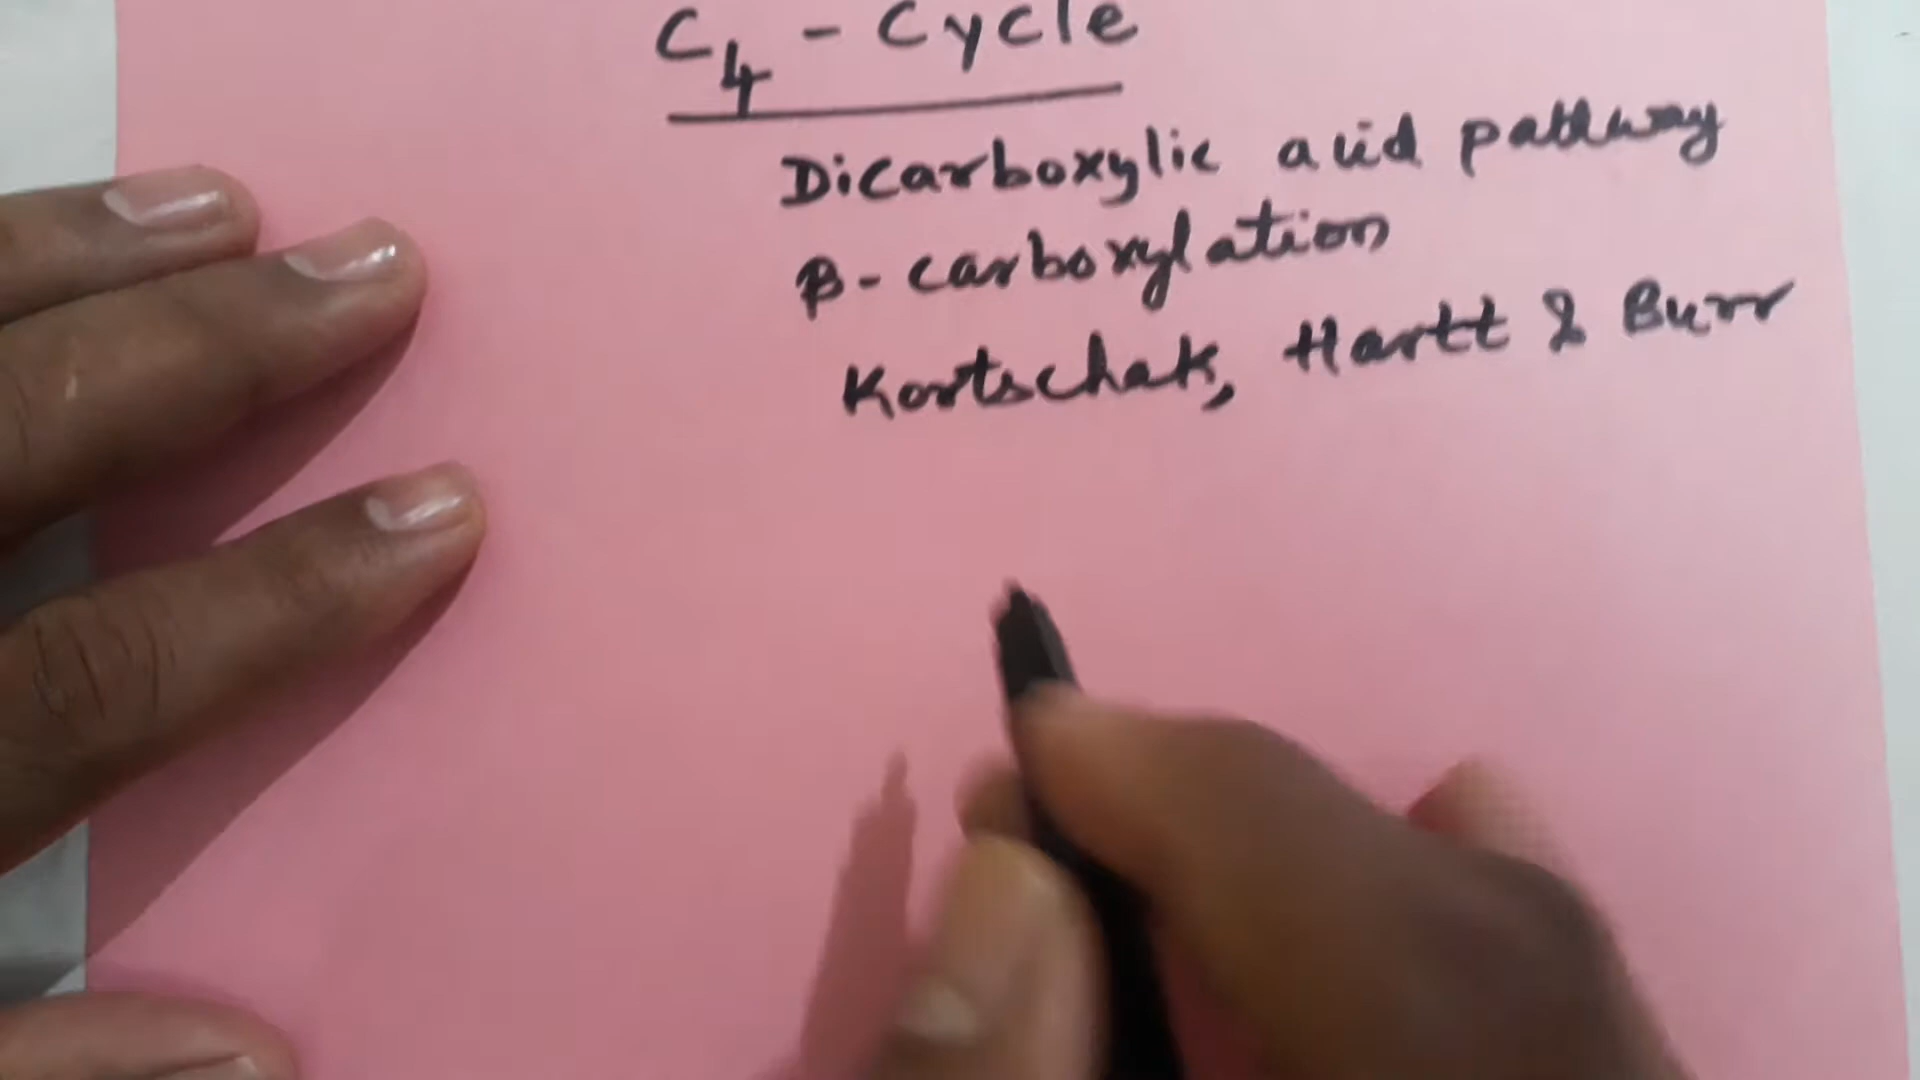 C4 - Cycle
Dicarboxylic acid pathway
β- carboxylation
Kortschak, Hartt & Burr